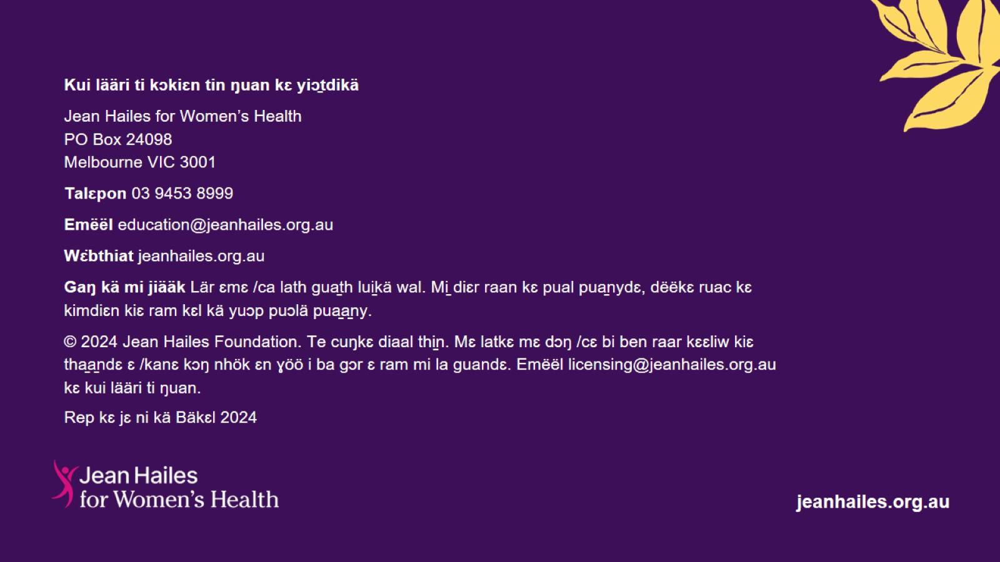 Kui lääri ti kɔkiɛn tin ŋuan kɛ yiɔt̠dikä
Jean Hailes for Women’s Health
PO Box 24098
Melbourne VIC 3001
Talɛpon 03 9453 8999
Emëël education@jeanhailes.org.au
Wɛ̈bthiat jeanhailes.org.au
Gaŋ kä mi jiääk Lär ɛmɛ /ca lath guat̠h lui̠kä wal. Mi̠ diɛr raan kɛ pual puan̠ydɛ, dëëkɛ ruac kɛ
kimdiɛn kiɛ ram kɛl kä yuɔp puɔlä pua̠a̠n̠y.
© 2024 Jean Hailes Foundation. Te cuŋkɛ diaal thi̠n. Mɛ latkɛ mɛ dɔŋ /cɛ bi ben raar kɛɛliw kiɛ
tha̠a̠ndɛ ɛ /kanɛ kɔŋ nhök ɛn ɣöö i ba gɔr ɛ ram mi la guandɛ. Emëël licensing@jeanhailes.org.au
kɛ kui lääri ti ŋuan.
Rep kɛ jɛ ni kä Bäkɛl 2024
Jean Hailes
for Women’s Health
jeanhailes.org.au